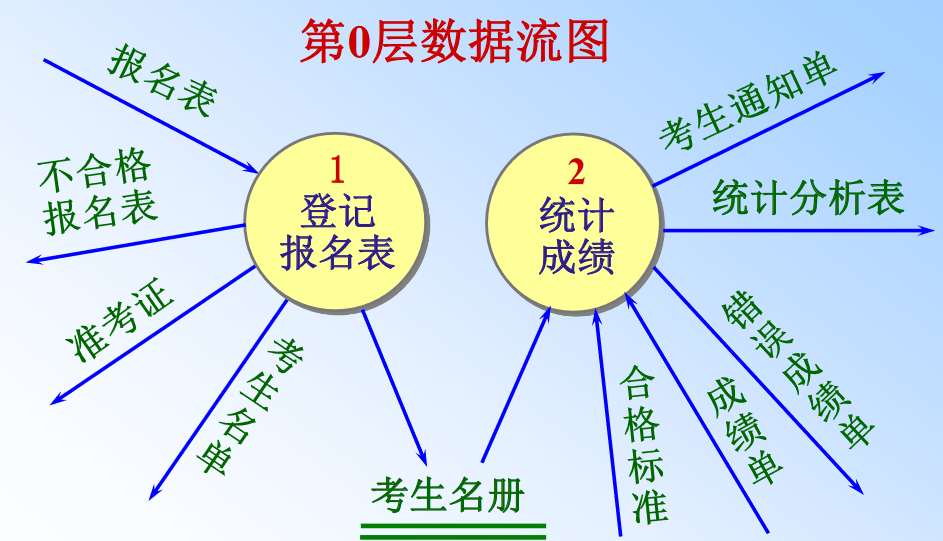 第0层数据流图
报名表
不合格
报名表
准考证
考生名单
1
登记
报名表
2
统计
成绩
考生通知单
统计分析表
错误成绩单
成绩单
合格标准
考生名册